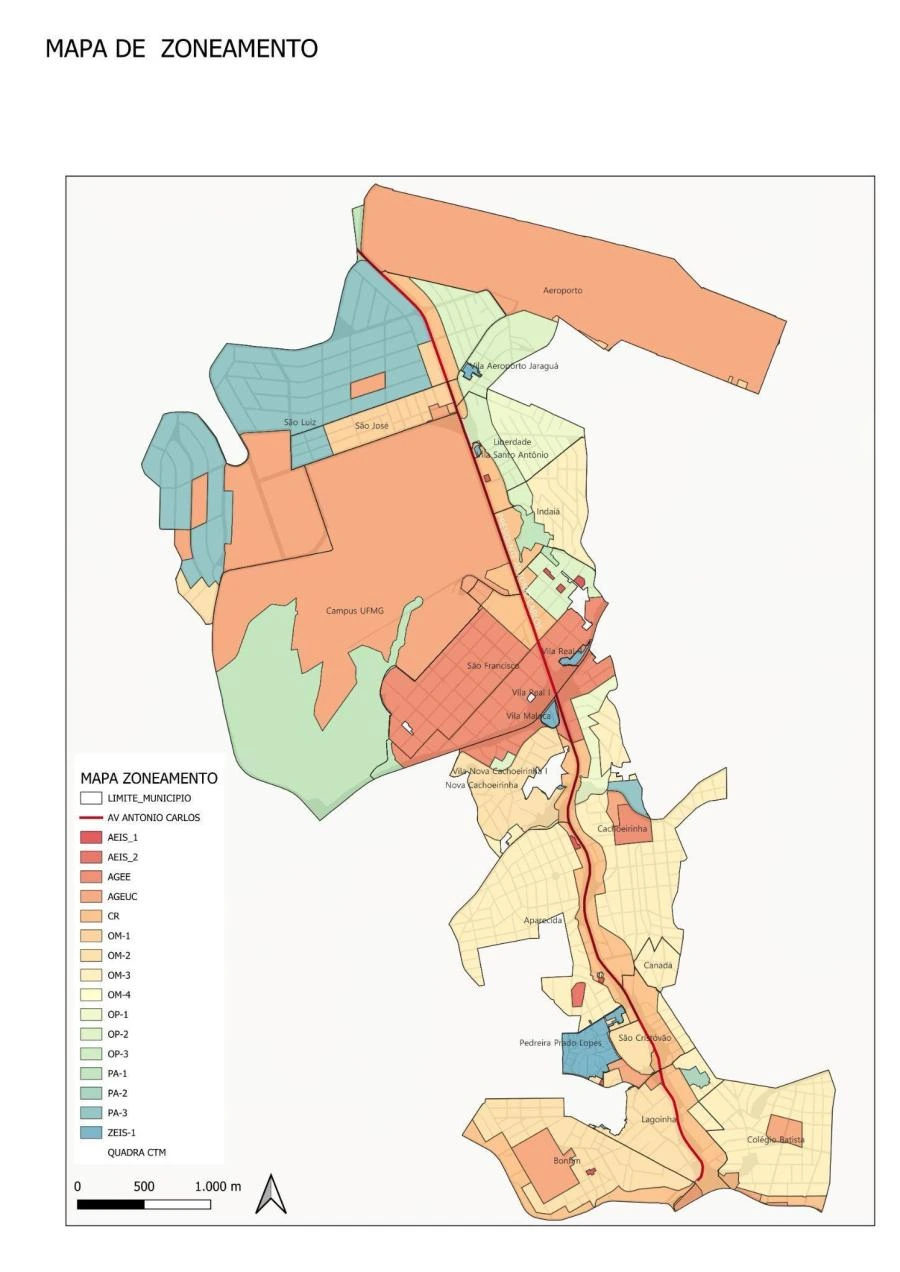 MAPA DE ZONEAMENTO
Aeroporto
Vila Aeroporto Jaraguá
São Luiz
São José
Liberdade
Vila Santo Antônio
Indaiá
Campus UFMG
Vila Real
São Francisco
Vila Real I
Vila Maloca
Vila Nova Cachoeirinha I
Nova Cachoeirinha
Cachoeirinha
Aparecida
Canadá
São Cristóvão
Pedreira Prado Lopes
Lagoinha
Colégio Batista
Bonfim
MAPA ZONEAMENTO
LIMITE_MUNICIPIO
AV ANTONIO CARLOS
AEIS_1
AEIS_2
AGEE
AGEUC
CR
OM-1
OM-2
OM-3
OM-4
OP-1
OP-2
OP-3
PA-1
PA-2
PA-3
ZEIS-1
QUADRA CTM
0 500 1.000 m